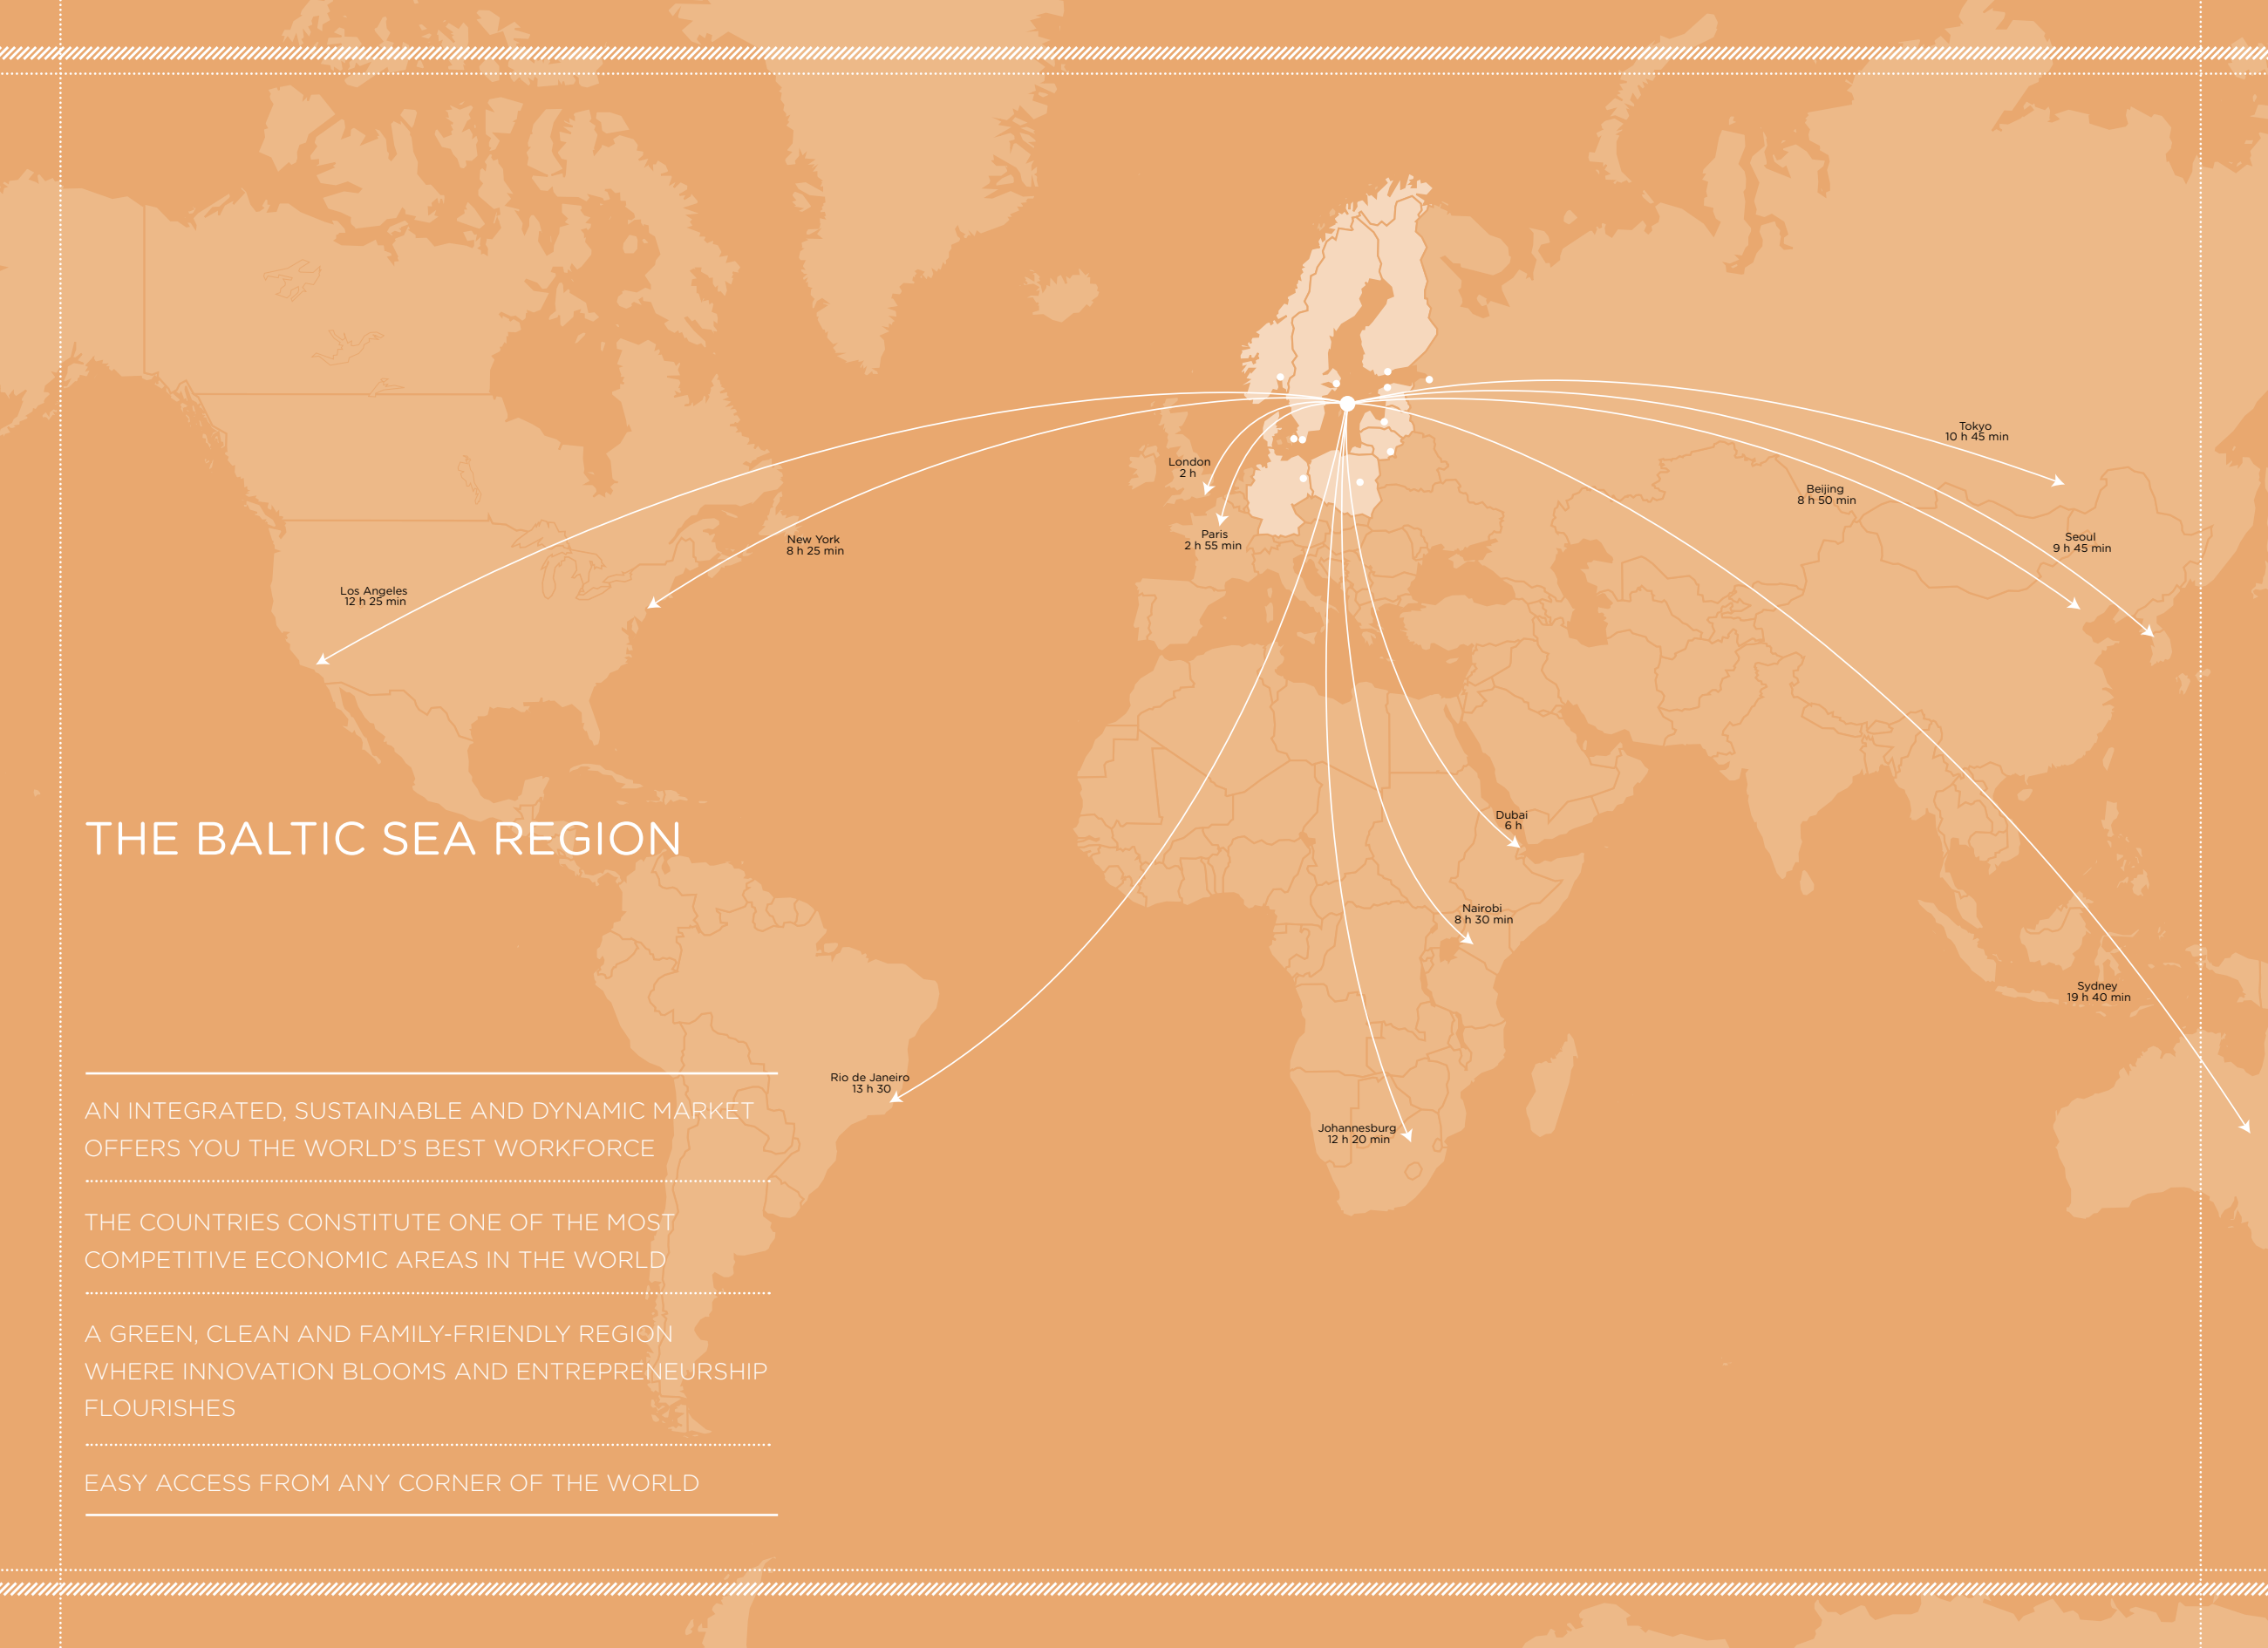 Tokyo
10 h 45 min
London
2 h
Beijing
8 h 50 min
Paris
2 h 55 min
New York
8 h 25 min
Seoul
9 h 45 min
Los Angeles
12 h 25 min
THE BALTIC SEA REGION
Dubai
6 h
Nairobi
8 h 30 min
Sydney
19 h 40 min
Rio de Janeiro
13 h 30
Johannesburg
12 h 20 min
AN INTEGRATED, SUSTAINABLE AND DYNAMIC MARKET
OFFERS YOU THE WORLD’S BEST WORKFORCE
THE COUNTRIES CONSTITUTE ONE OF THE MOST
COMPETITIVE ECONOMIC AREAS IN THE WORLD
A GREEN, CLEAN AND FAMILY-FRIENDLY REGION
WHERE INNOVATION BLOOMS AND ENTREPRENEURSHIP
FLOURISHES
EASY ACCESS FROM ANY CORNER OF THE WORLD